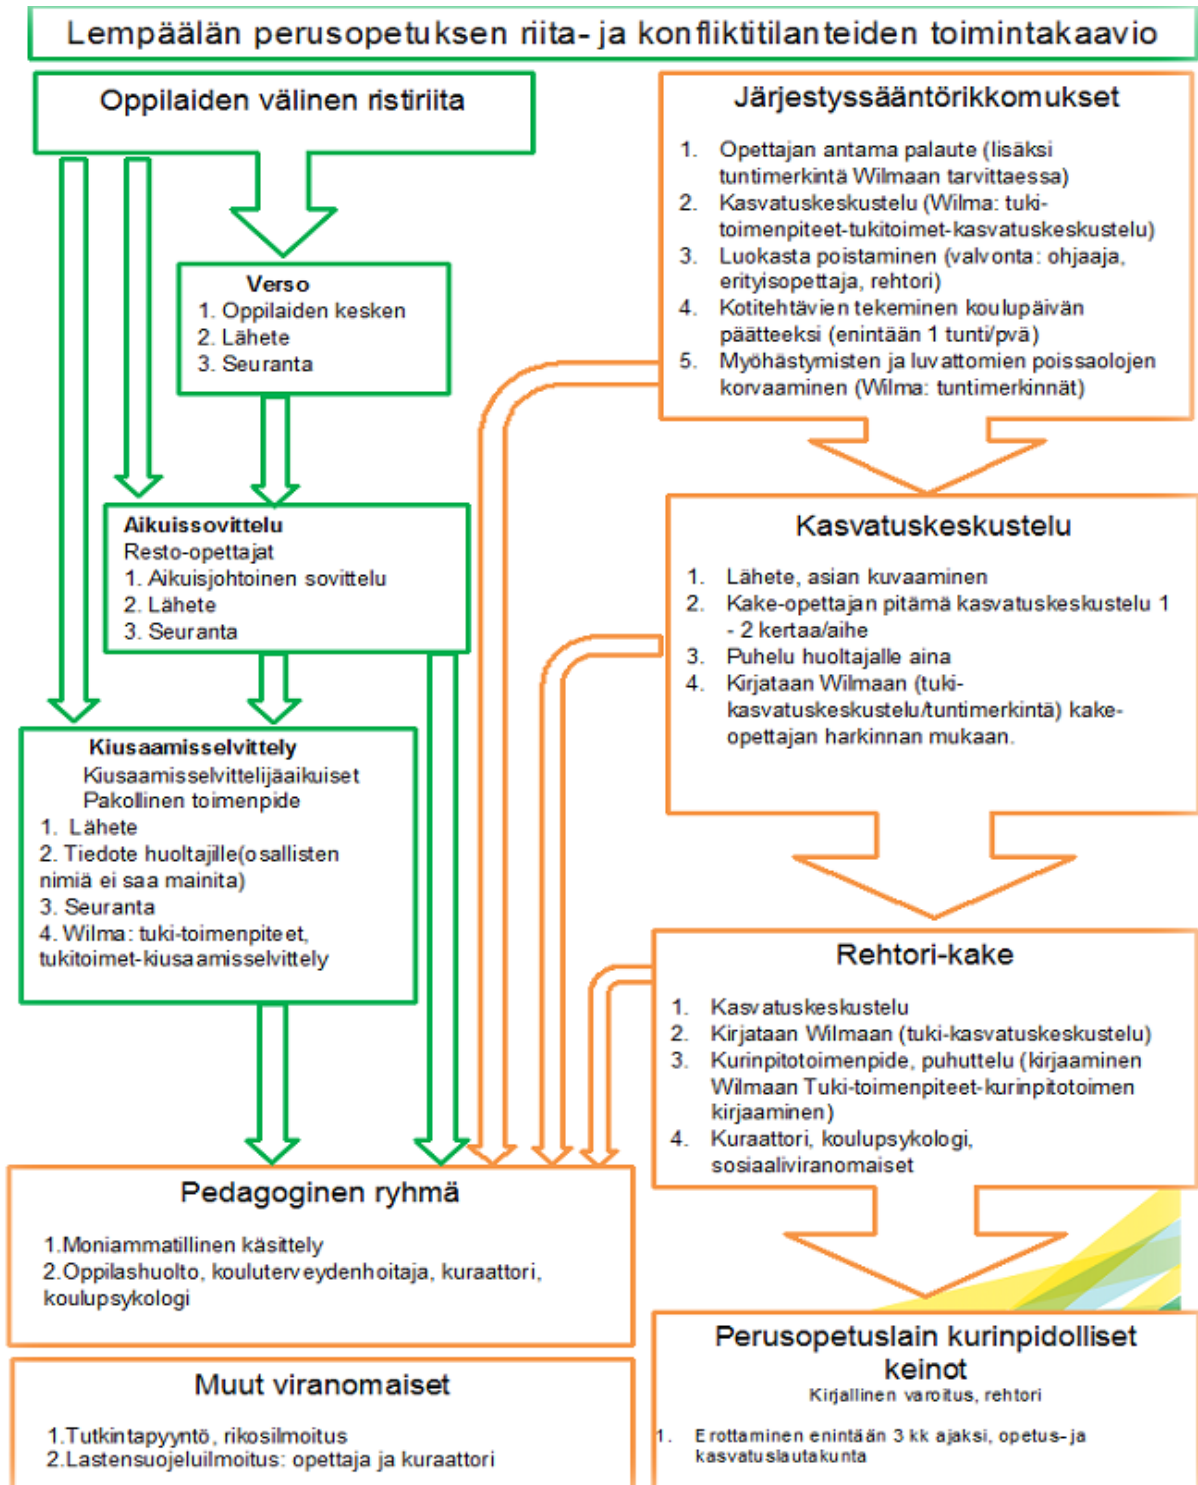 Lempäälän perusopetuksen riita- ja konfliktitilanteiden toimintakaavio
Oppilaiden välinen ristiriita
Verso
1. Oppilaiden kesken
2. Lähete
3. Seuranta
Aikuissovittelu
Resto-opettajat
1. Aikuisjohtoinen sovittelu
2. Lähete
3. Seuranta
Kiusaamisselvittely
Kiusaamisselvittelijäaikuiset
Pakollinen toimenpide
1. Lähete
2. Tiedote huoltajille(osallisten
nimiä ei saa mainita)
3. Seuranta
4. Wilma: tuki-toimenpiteet,
tukitoimet-kiusaamisselvittely
Pedagoginen ryhmä
1.Moniammatillinen käsittely
2.Oppilashuolto, kouluterveydenhoitaja, kuraattori,
koulupsykologi
Muut viranomaiset
1.Tutkintapyyntö, rikosilmoitus
2.Lastensuojeluilmoitus: opettaja ja kuraattori
Järjestyssääntörikkomukset
1. Opettajan antama palaute (lisäksi
tuntimerkintä Wilmaan tarvittaessa)
2. Kasvatuskeskustelu (Wilma: tuki-
toimenpiteet-tukitoimet-kasvatuskeskustelu)
3. Luokasta poistaminen (valvonta: ohjaaja,
erityisopettaja, rehtori)
4. Kotitehtävien tekeminen koulupäivän
päätteeksi (enintään 1 tunti/pvä)
5. Myöhästymisten ja luvattomien poissaolojen
korvaaminen (Wilma: tuntimerkinnät)
Kasvatuskeskustelu
1. Lähete, asian kuvaaminen
2. Kake-opettajan pitämä kasvatuskeskustelu 1
- 2 kertaa/aihe
3. Puhelu huoltajalle aina
4. Kirjataan Wilmaan (tuki-
kasvatuskeskustelu/tuntimerkintä) kake-
opettajan harkinnan mukaan.
Rehtori-kake
1. Kasvatuskeskustelu
2. Kirjataan Wilmaan (tuki-kasvatuskeskustelu)
3. Kurinpitotoimenpide, puhuttelu (kirjaaminen
Wilmaan Tuki-toimenpiteet-kurinpitotoimen
kirjaaminen)
4. Kuraattori, koulupsykologi,
sosiaaliviranomaiset
Perusopetuslain kurinpidolliset
keinot
Kirjallinen varoitus, rehtori
1. Erottaminen enintään 3 kk ajaksi, opetus- ja
kasvatuslautakunta